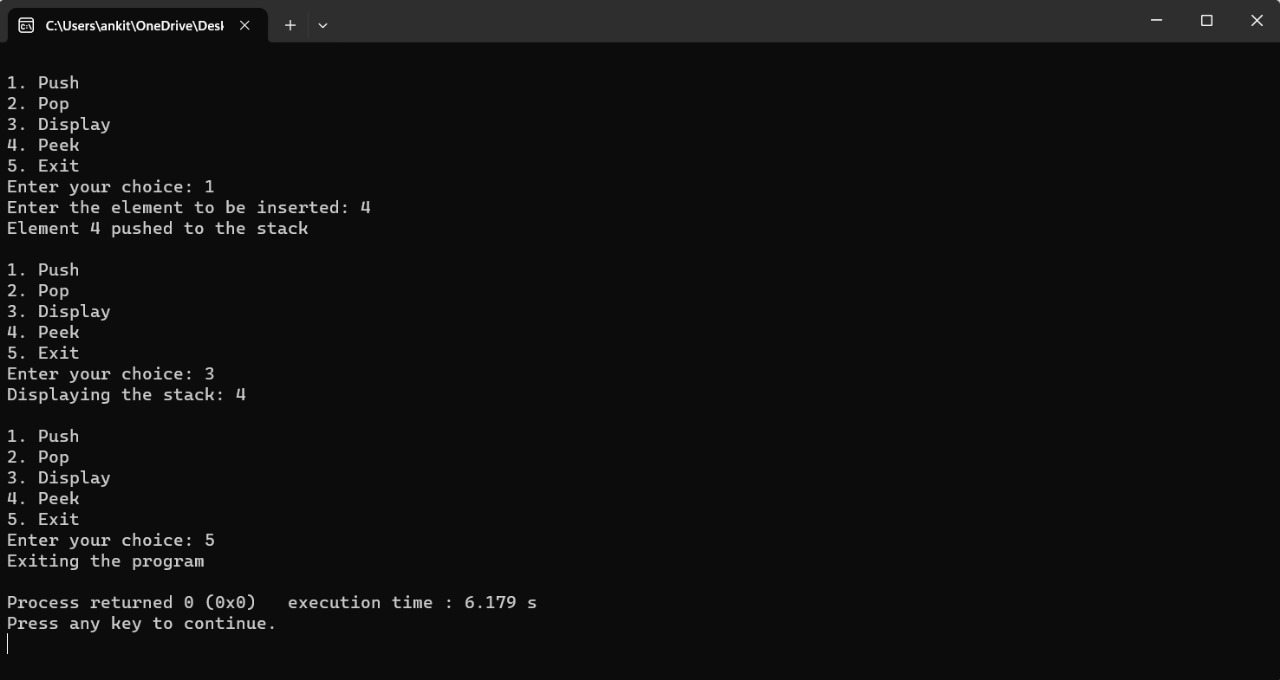 C:\Users\ankit\OneDrive\Desk
1. Push
2. Pop
3. Display
4. Peek
5. Exit
Enter your choice: 1
Enter the element to be inserted: 4
Element 4 pushed to the stack
1. Push
2. Pop
3. Display
4. Peek
5. Exit
Enter your choice: 3
Displaying the stack: 4
1. Push
2. Pop
3. Display
4. Peek
5. Exit
Enter your choice: 5
Exiting the program
Process returned 0 (0x0)   execution time : 6.179 s
Press any key to continue.